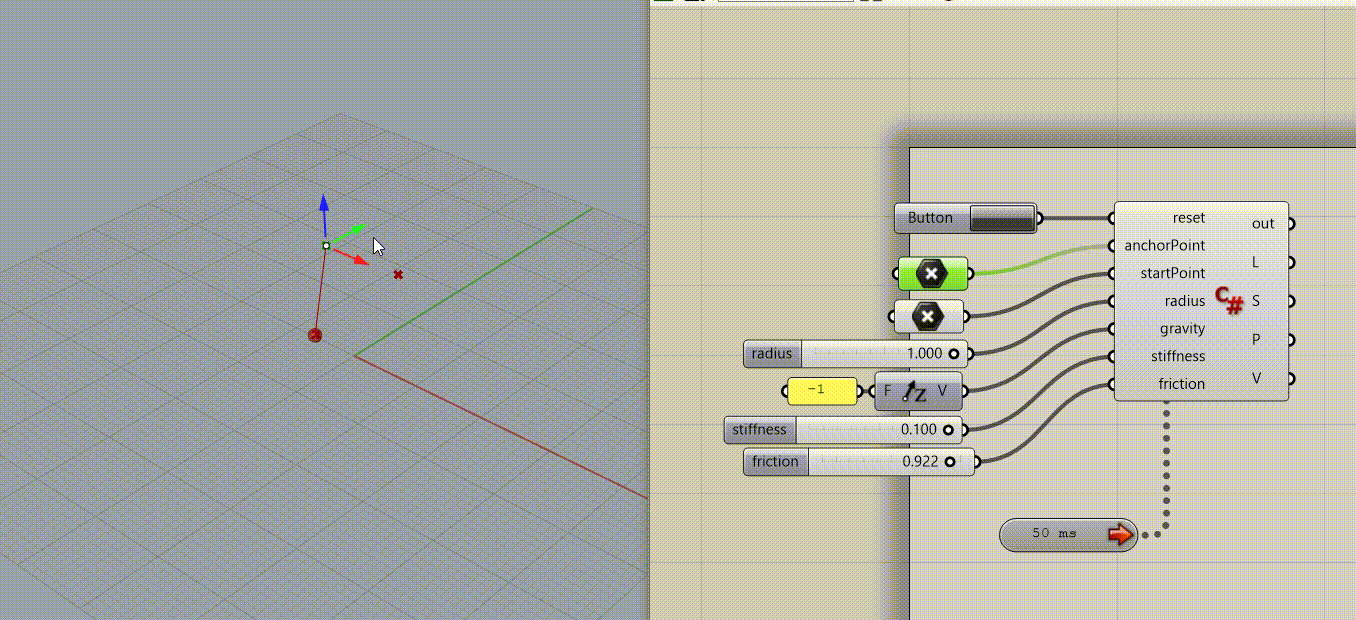 Button
reset
out
anchorPoint
L
startPoint
radius
C# S
gravity
P
stiffness
V
friction
radius 1.000
-1
F Z V
stiffness 0.100
friction 0.922
50 ms